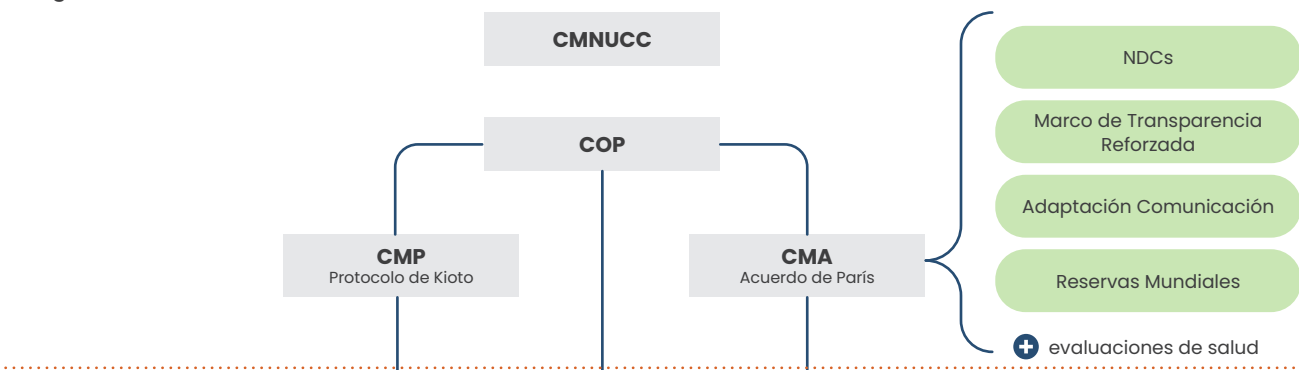 CMNUCC
COP
CMP
Protocolo de Kioto
CMA
Acuerdo de París
NDCs
Marco de Transparencia
Reforzada
Adaptación Comunicación
Reservas Mundiales
evaluaciones de salud